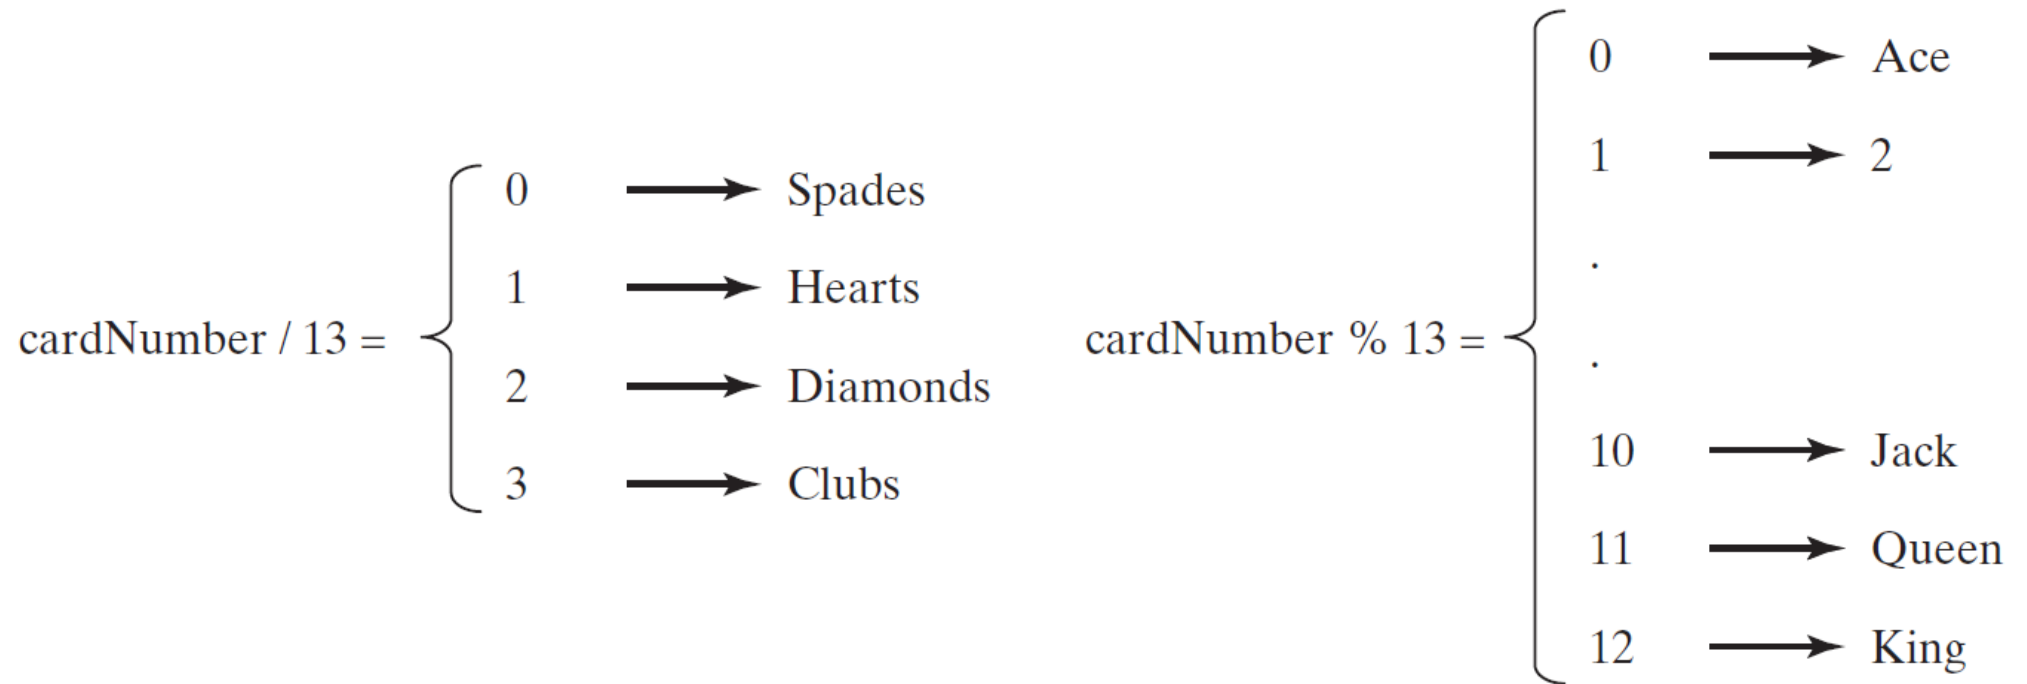 cardNumber / 13 =
0 Spades
1 Hearts
2 Diamonds
3 Clubs
cardNumber % 13 =
0 Ace
1 2
.
.
10 Jack
11 Queen
12 King